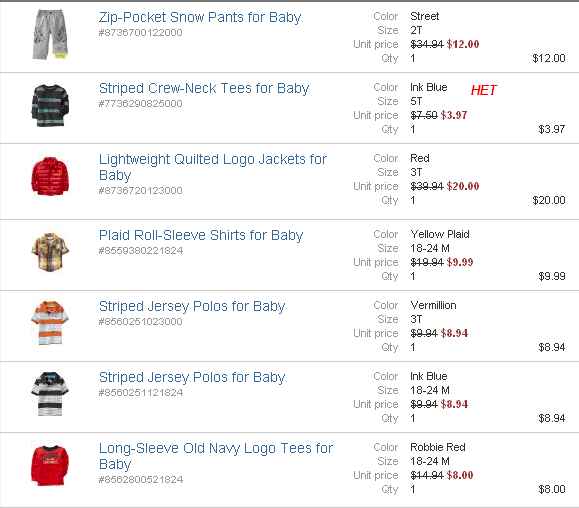 Zip-Pocket Snow Pants for Baby
#8736700122000
Color Street
Size 2T
Unit price $34.94 $12.00
Qty 1 $12.00
Striped Crew-Neck Tees for Baby
#7736290825000
Color Ink Blue НЕТ
Size 5T
Unit price $7.50 $3.97
Qty 1 $3.97
Lightweight Quilted Logo Jackets for
Baby
#8736720123000
Color Red
Size 3T
Unit price $39.94 $20.00
Qty 1 $20.00
Plaid Roll-Sleeve Shirts for Baby
#8559380221824
Color Yellow Plaid
Size 18-24 M
Unit price $19.94 $9.99
Qty 1 $9.99
Striped Jersey Polos for Baby
#8560251023000
Color Vermillion
Size 3T
Unit price $9.94 $8.94
Qty 1 $8.94
Striped Jersey Polos for Baby
#8560251121824
Color Ink Blue
Size 18-24 M
Unit price $9.94 $8.94
Qty 1 $8.94
Long-Sleeve Old Navy Logo Tees for
Baby
#8562800521824
Color Robbie Red
Size 18-24 M
Unit price $14.94 $8.00
Qty 1 $8.00